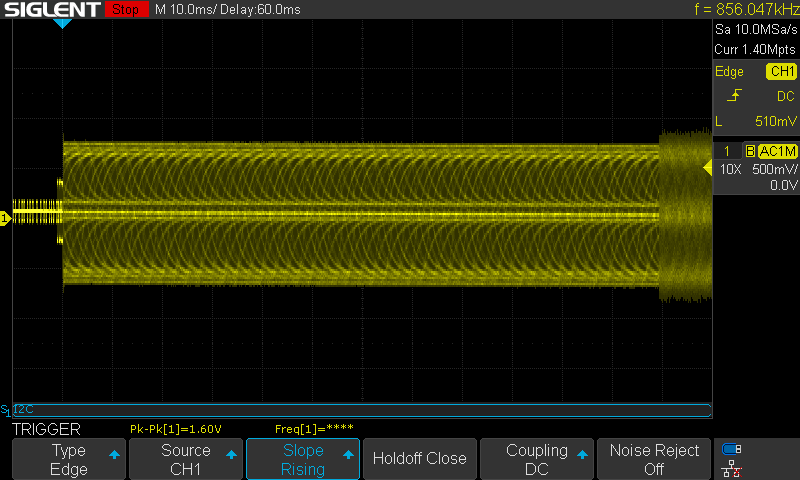 SIGLENT Stop M 10.0ms/ Delay:60.0ms f = 856.047kHz
Sa 10.0MSa/s
Curr 1.40Mpts
Edge CH1
DC
L 510mV
1 B AC1M
10X 500mV/
0.0V
1
S1 I2C
TRIGGER Pk-Pk[1]=1.60V Freq[1]=****
Type
Edge
Source
CH1
Slope
Rising
Holdoff Close
Coupling
DC
Noise Reject
Off